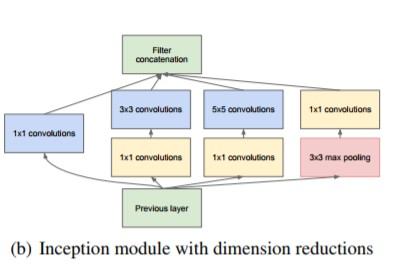 Filter
concatenation
3x3 convolutions
5x5 convolutions
1x1 convolutions
1x1 convolutions
1x1 convolutions
1x1 convolutions
3x3 max pooling
Previous layer
(b) Inception module with dimension reductions